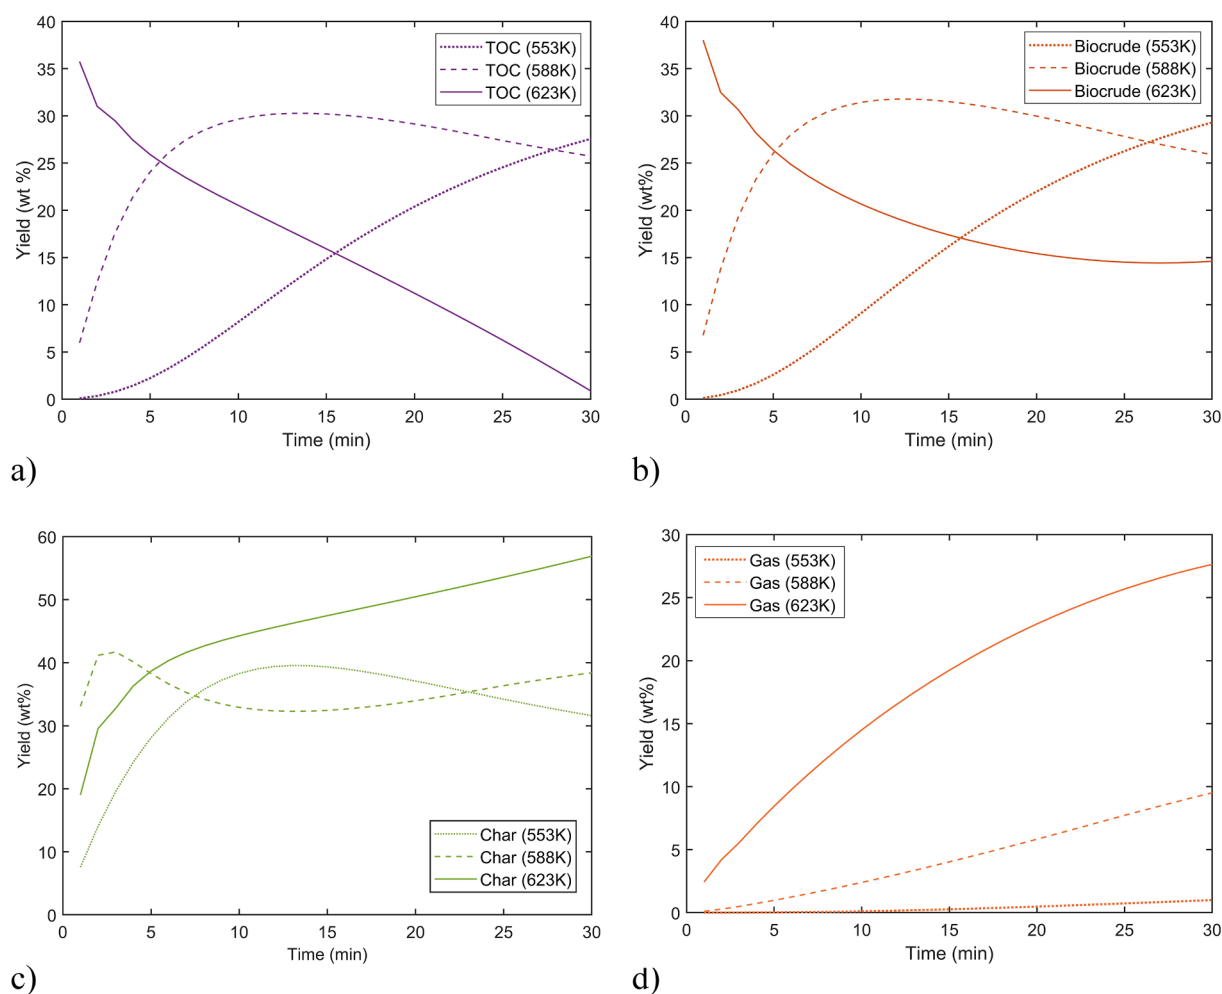 40
35
30
25
20
15
10
5
0
Yield (wt %)
TOC (553K)
TOC (588K)
TOC (623K)
0 5 10 15 20 25 30
Time (min)
a)
40
35
30
25
20
15
10
5
0
Yield (wt%)
Biocrude (553K)
Biocrude (588K)
Biocrude (623K)
0 5 10 15 20 25 30
Time (min)
b)
60
50
40
30
20
10
0
Yield (wt%)
Char (553K)
Char (588K)
Char (623K)
0 5 10 15 20 25 30
Time (min)
c)
30
25
20
15
10
5
0
Yield (wt%)
Gas (553K)
Gas (588K)
Gas (623K)
0 5 10 15 20 25 30
Time (min)
d)